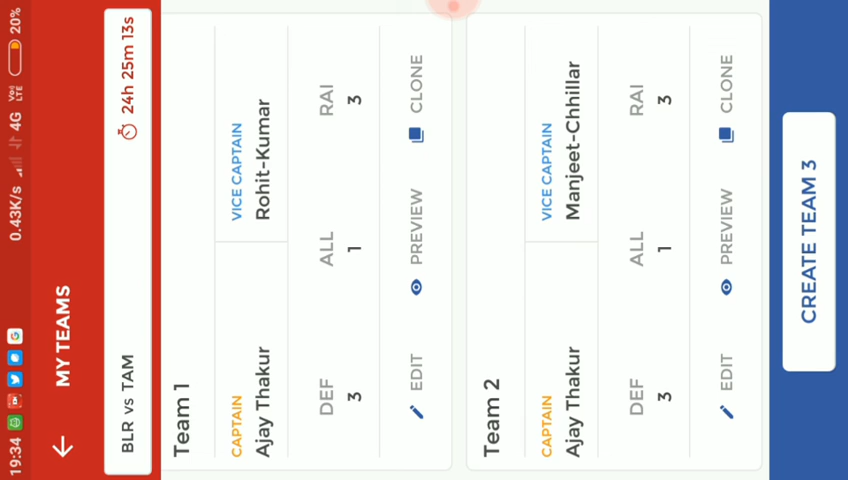 19:34 0.43K/s 4G Vo) LTE 20%
MY TEAMS
BLR vs TAM 24h 25m 13s
Team 1
CAPTAIN VICE CAPTAIN
Ajay Thakur Rohit-Kumar
DEF ALL RAI
3 1 3
EDIT PREVIEW CLONE
Team 2
CAPTAIN VICE CAPTAIN
Ajay Thakur Manjeet-Chhillar
DEF ALL RAI
3 1 3
EDIT PREVIEW CLONE
CREATE TEAM 3